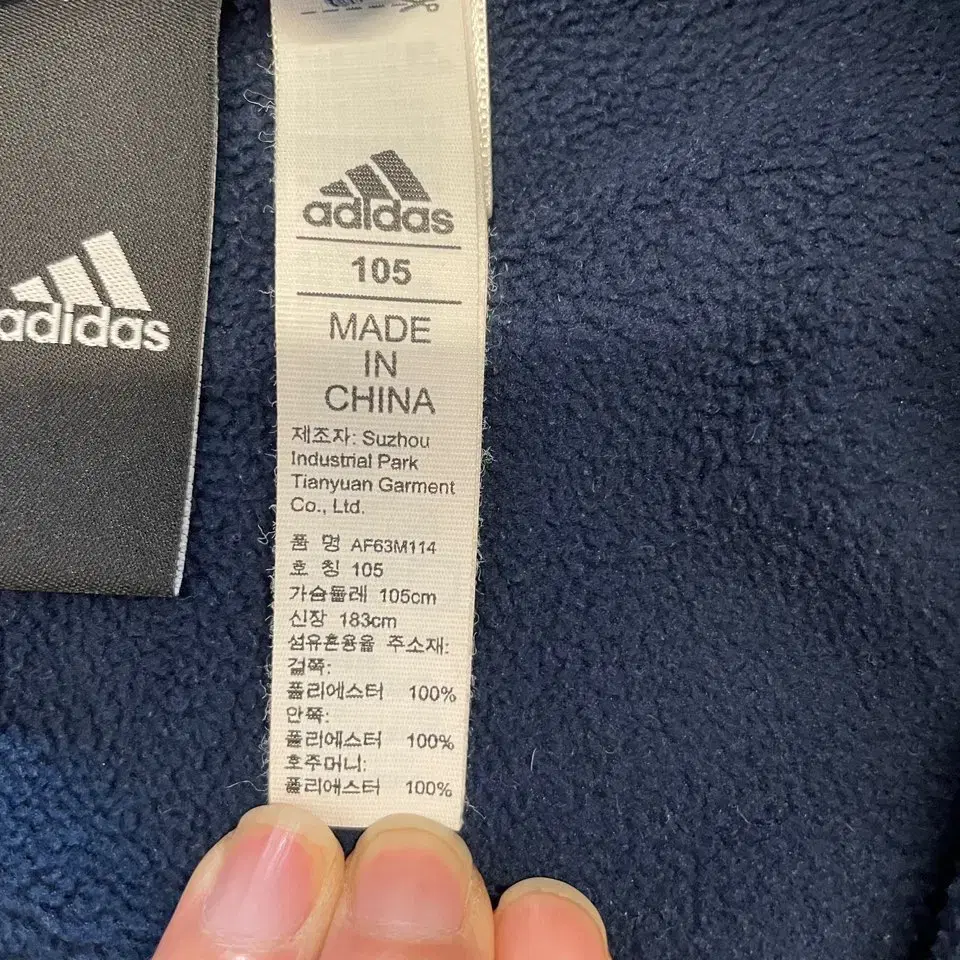 adidas
adidas
105
MADE
IN
CHINA
제조자: Suzhou
Industrial Park
Tianyuan Garment
Co., Ltd.
품 명 AF63M114
호 칭 105
가슴둘레 105cm
신장 183cm
섬유혼용율 주소재:
겉쪽:
폴리에스터 100%
안쪽:
폴리에스터 100%
호주머니:
폴리에스터 100%